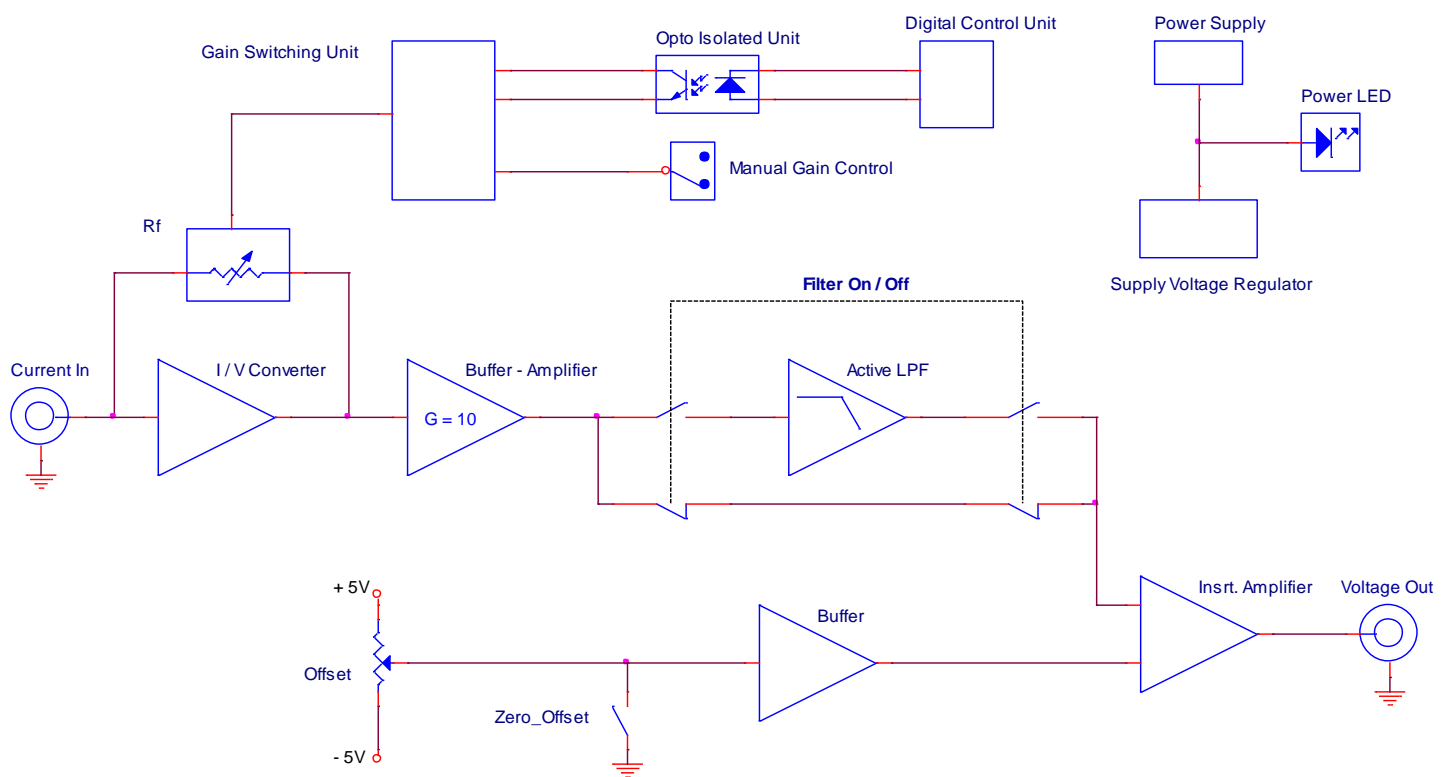 Digital Control Unit
Power Supply
Opto Isolated Unit
Gain Switching Unit
Power LED
Manual Gain Control
Rf
Supply Voltage Regulator
Filter On / Off
Current In
I / V Converter
Buffer - Amplifier
Active LPF
G = 10
+ 5V
Insrt. Amplifier
Voltage Out
Buffer
Offset
Zero_Offset
- 5V